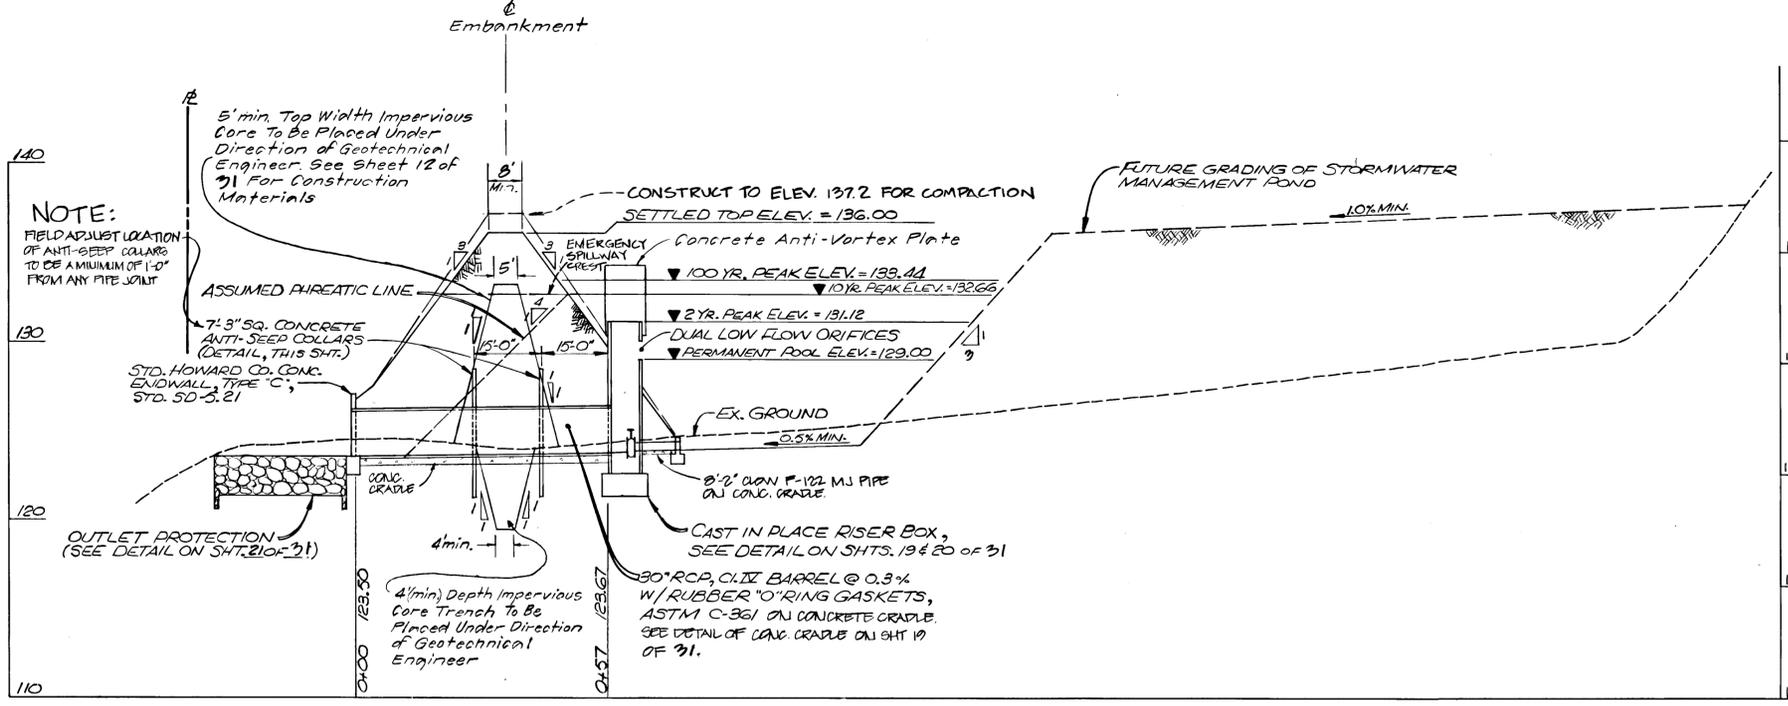 ℄
Embankment
℞
5' min. Top Width Impervious
Core To Be Placed Under
Direction of Geotechnical
Engineer. See Sheet 12 of
31 For Construction
Materials
140
130
120
110
NOTE:
FIELD ADJUST LOCATION
OF ANTI-SEEP COLLARS
TO BE A MINIMUM OF 1'-0"
FROM ANY PIPE JOINT
8'
Min.
CONSTRUCT TO ELEV. 137.2 FOR COMPACTION
SETTLED TOP ELEV. = 136.00
Concrete Anti-Vortex Plate
EMERGENCY
SPILLWAY
CREST
3
3
5'
100 YR. PEAK ELEV. = 133.44
10 YR. PEAK ELEV. = 132.66
2 YR. PEAK ELEV. = 131.12
DUAL LOW FLOW ORIFICES
PERMANENT POOL ELEV. = 129.00
ASSUMED PHREATIC LINE
4
1
1
7'-3" SQ. CONCRETE
ANTI-SEEP COLLARS
(DETAIL, THIS SHT.)
15'-0"
15'-0"
STD. HOWARD CO. CONC.
ENDWALL, TYPE "C",
STD. SD-5.21
1
3
FUTURE GRADING OF STORMWATER
MANAGEMENT POND
1.0% MIN.
EX. GROUND
0.5% MIN.
CONC.
CRADLE
8'-2" CLOW F-122 MJ PIPE
ON CONC. CRADLE.
OUTLET PROTECTION
(SEE DETAIL ON SHT. 21 OF 31)
4' min.
CAST IN PLACE RISER BOX,
SEE DETAIL ON SHTS. 19 & 20 OF 31
30" RCP, Cl. IV BARREL @ 0.3%
W/ RUBBER "O" RING GASKETS,
ASTM C-361 ON CONCRETE CRADLE.
SEE DETAIL OF CONC. CRADLE ON SHT 19
OF 31.
4' (min.) Depth Impervious
Core Trench To Be
Placed Under Direction
of Geotechnical
Engineer
123.50
0+00
123.67
0+57